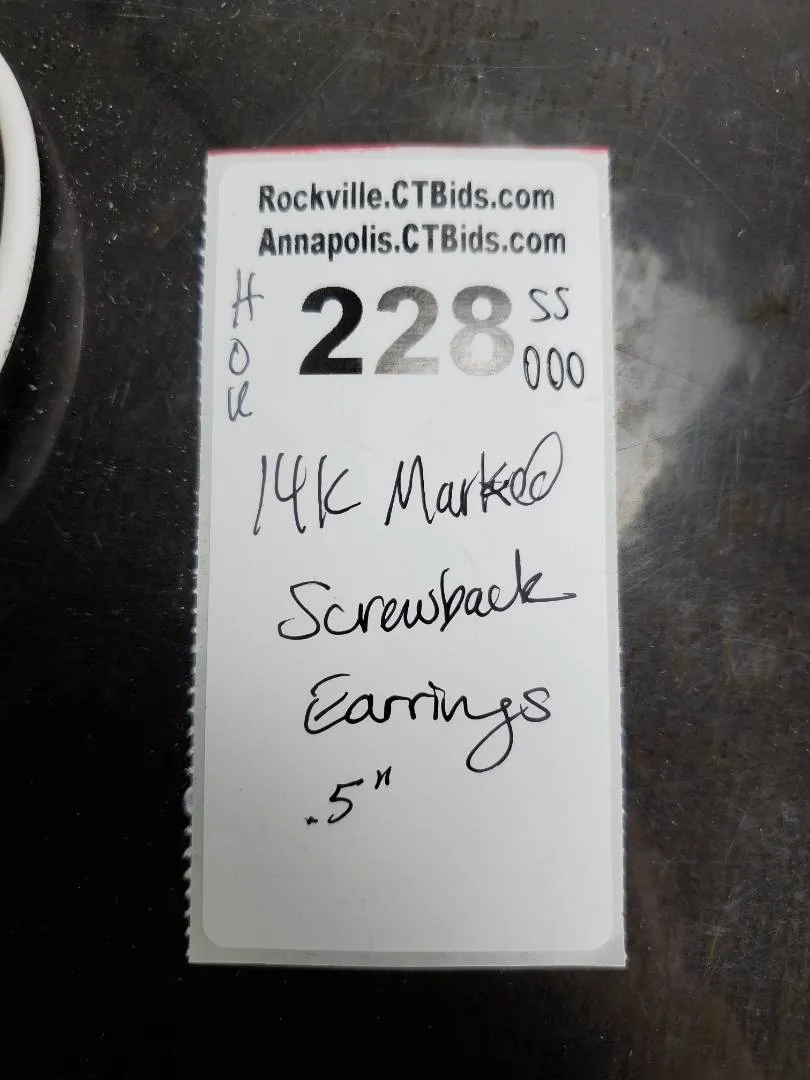 Rockville.CTBids.com
Annapolis.CTBids.com
228
SS
000
14K Marked
Screwback
Earrings
.5"